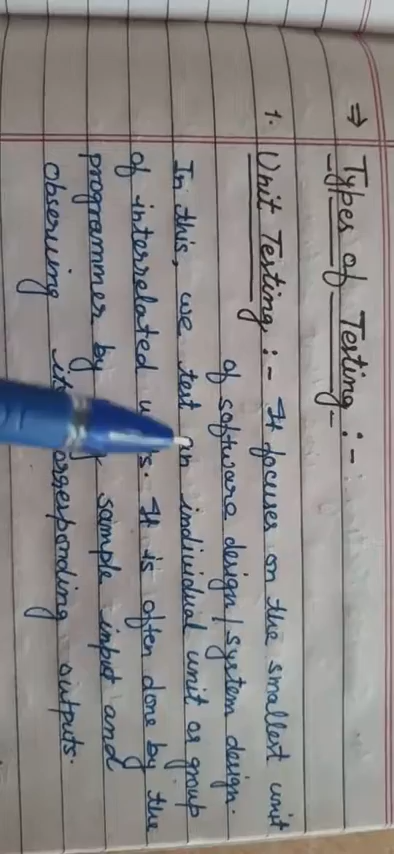 ⇒ Types of Testing :-
1. Unit Testing :- It focuses on the smallest unit
of software design/system design.
In this, we test an individual unit or group
of interrelated. It is often done by the
programmer by sample input and
observing its corresponding outputs.